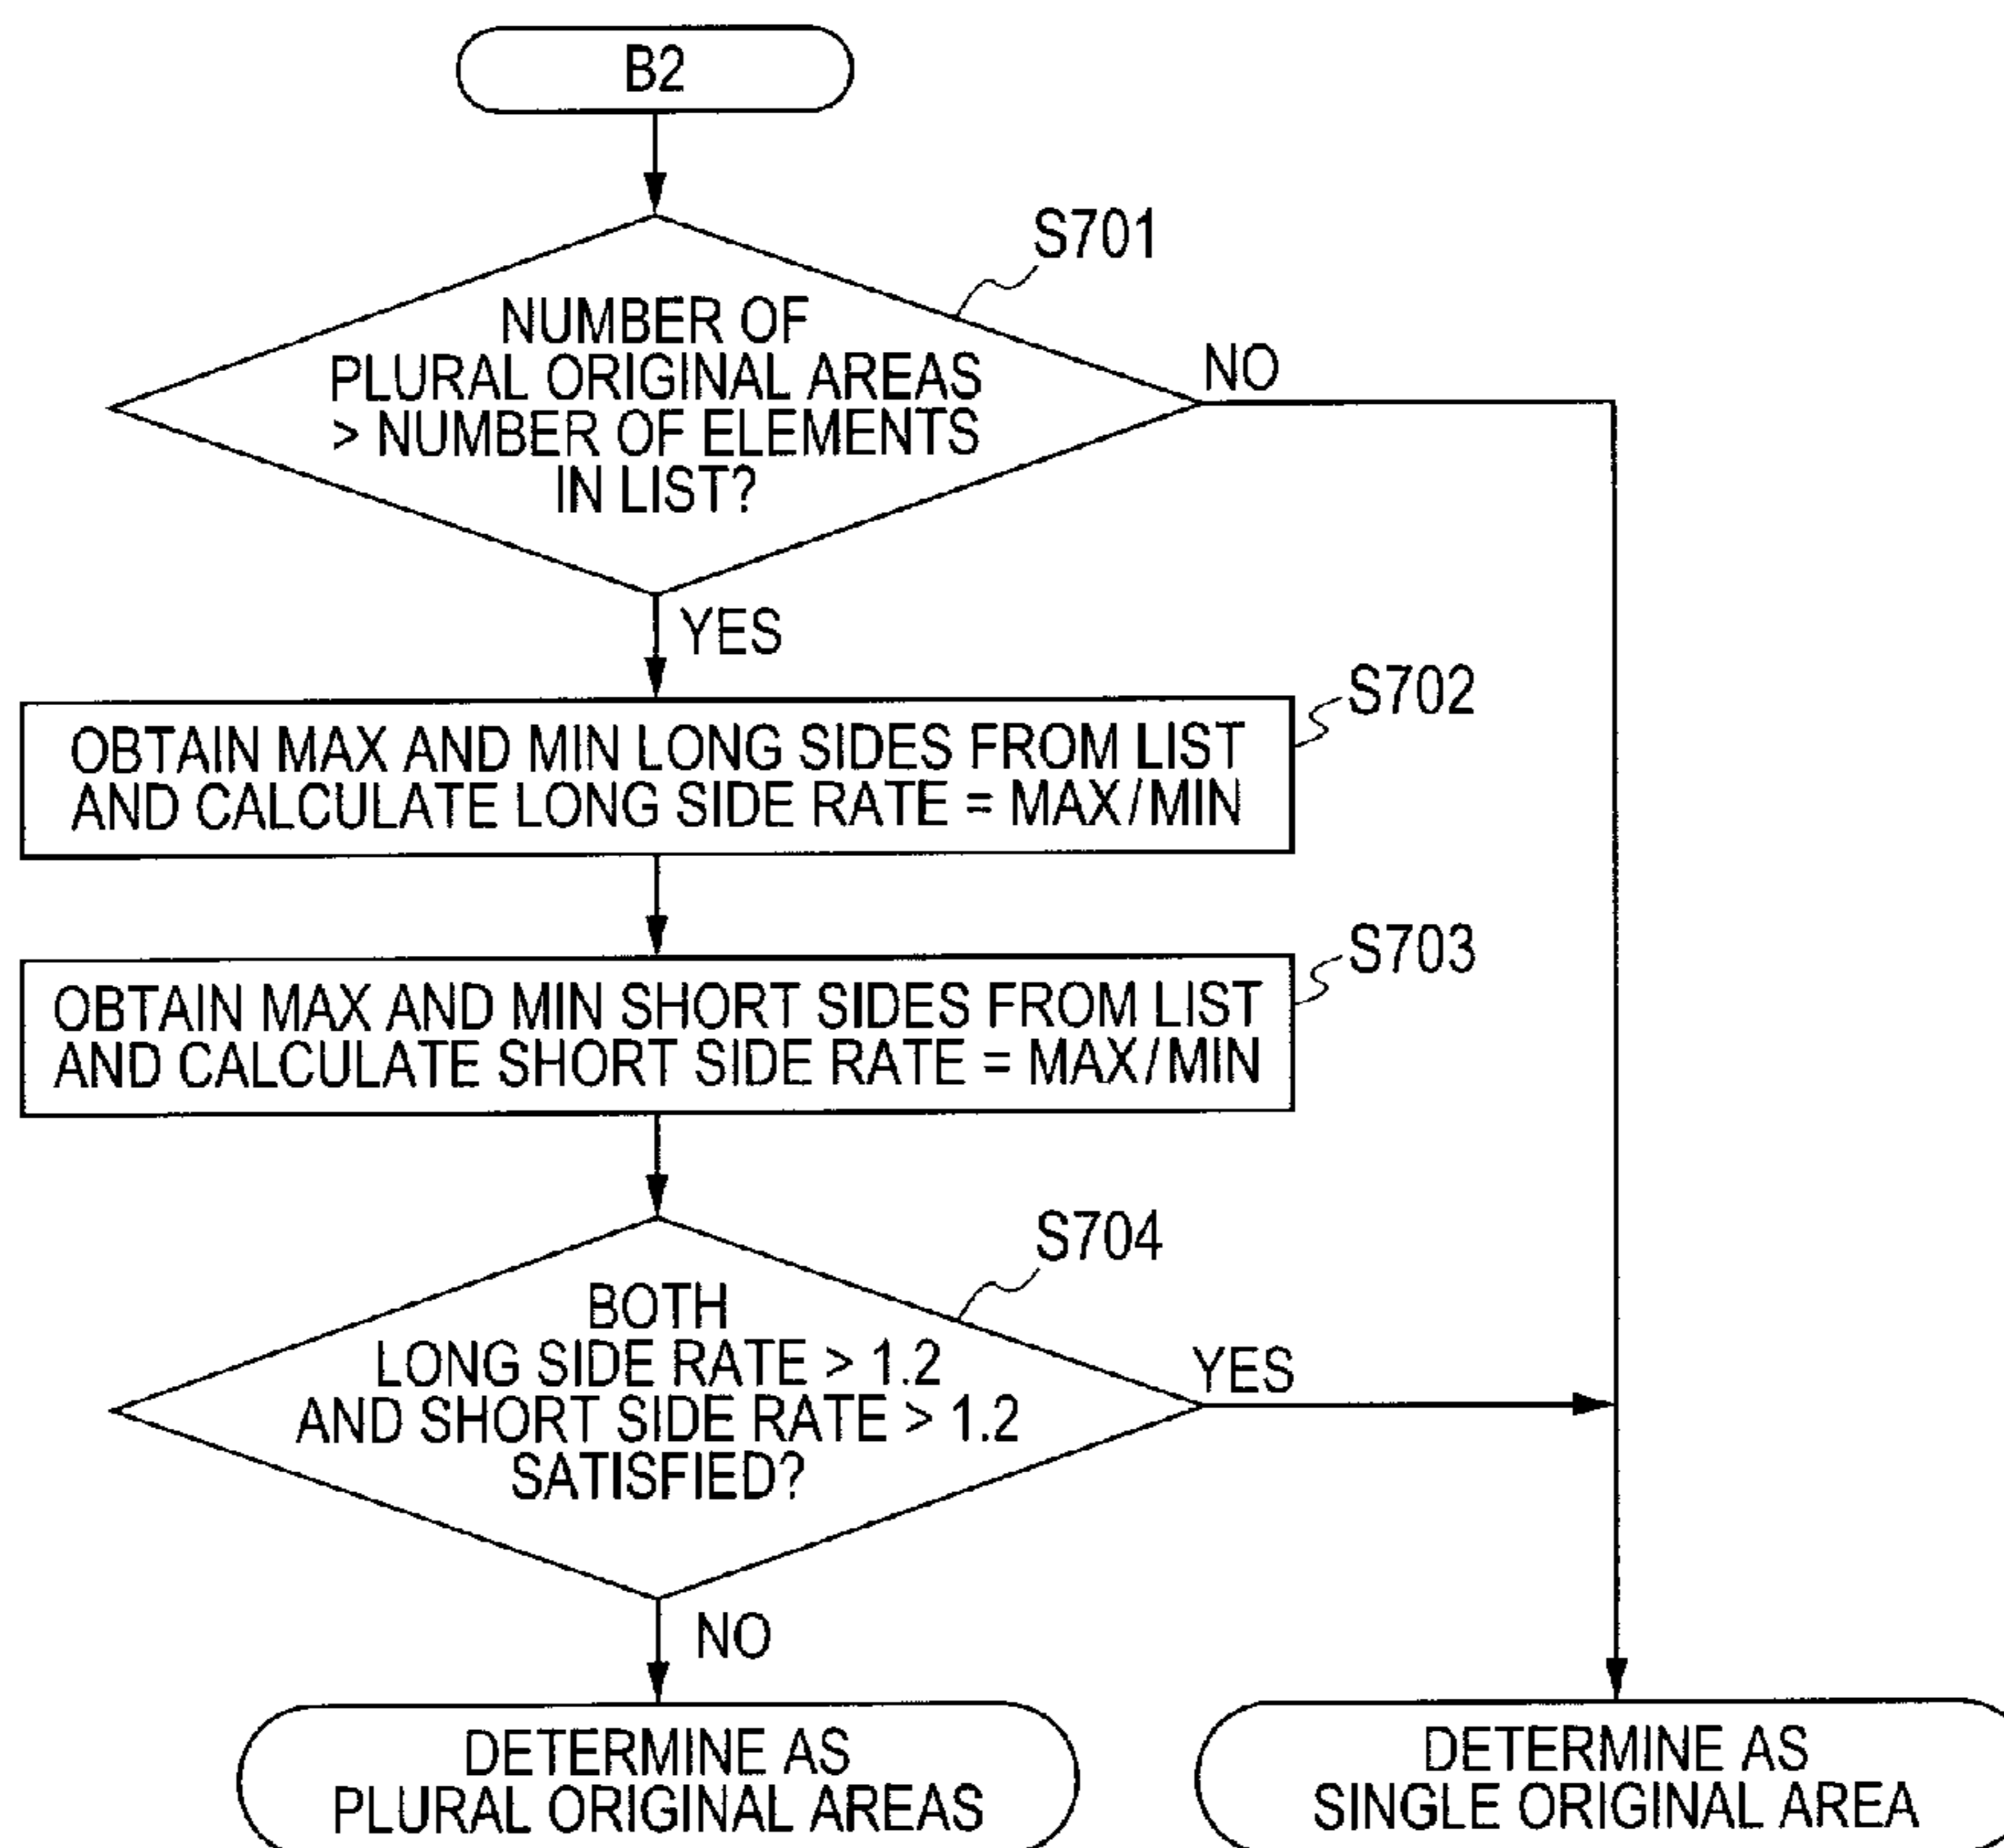 B2
S701
NUMBER OF
PLURAL ORIGINAL AREAS
> NUMBER OF ELEMENTS
IN LIST?
NO
YES
S702
OBTAIN MAX AND MIN LONG SIDES FROM LIST
AND CALCULATE LONG SIDE RATE = MAX/MIN
S703
OBTAIN MAX AND MIN SHORT SIDES FROM LIST
AND CALCULATE SHORT SIDE RATE = MAX/MIN
S704
BOTH
LONG SIDE RATE > 1.2
AND SHORT SIDE RATE > 1.2
SATISFIED?
YES
NO
DETERMINE AS
PLURAL ORIGINAL AREAS
DETERMINE AS
SINGLE ORIGINAL AREA